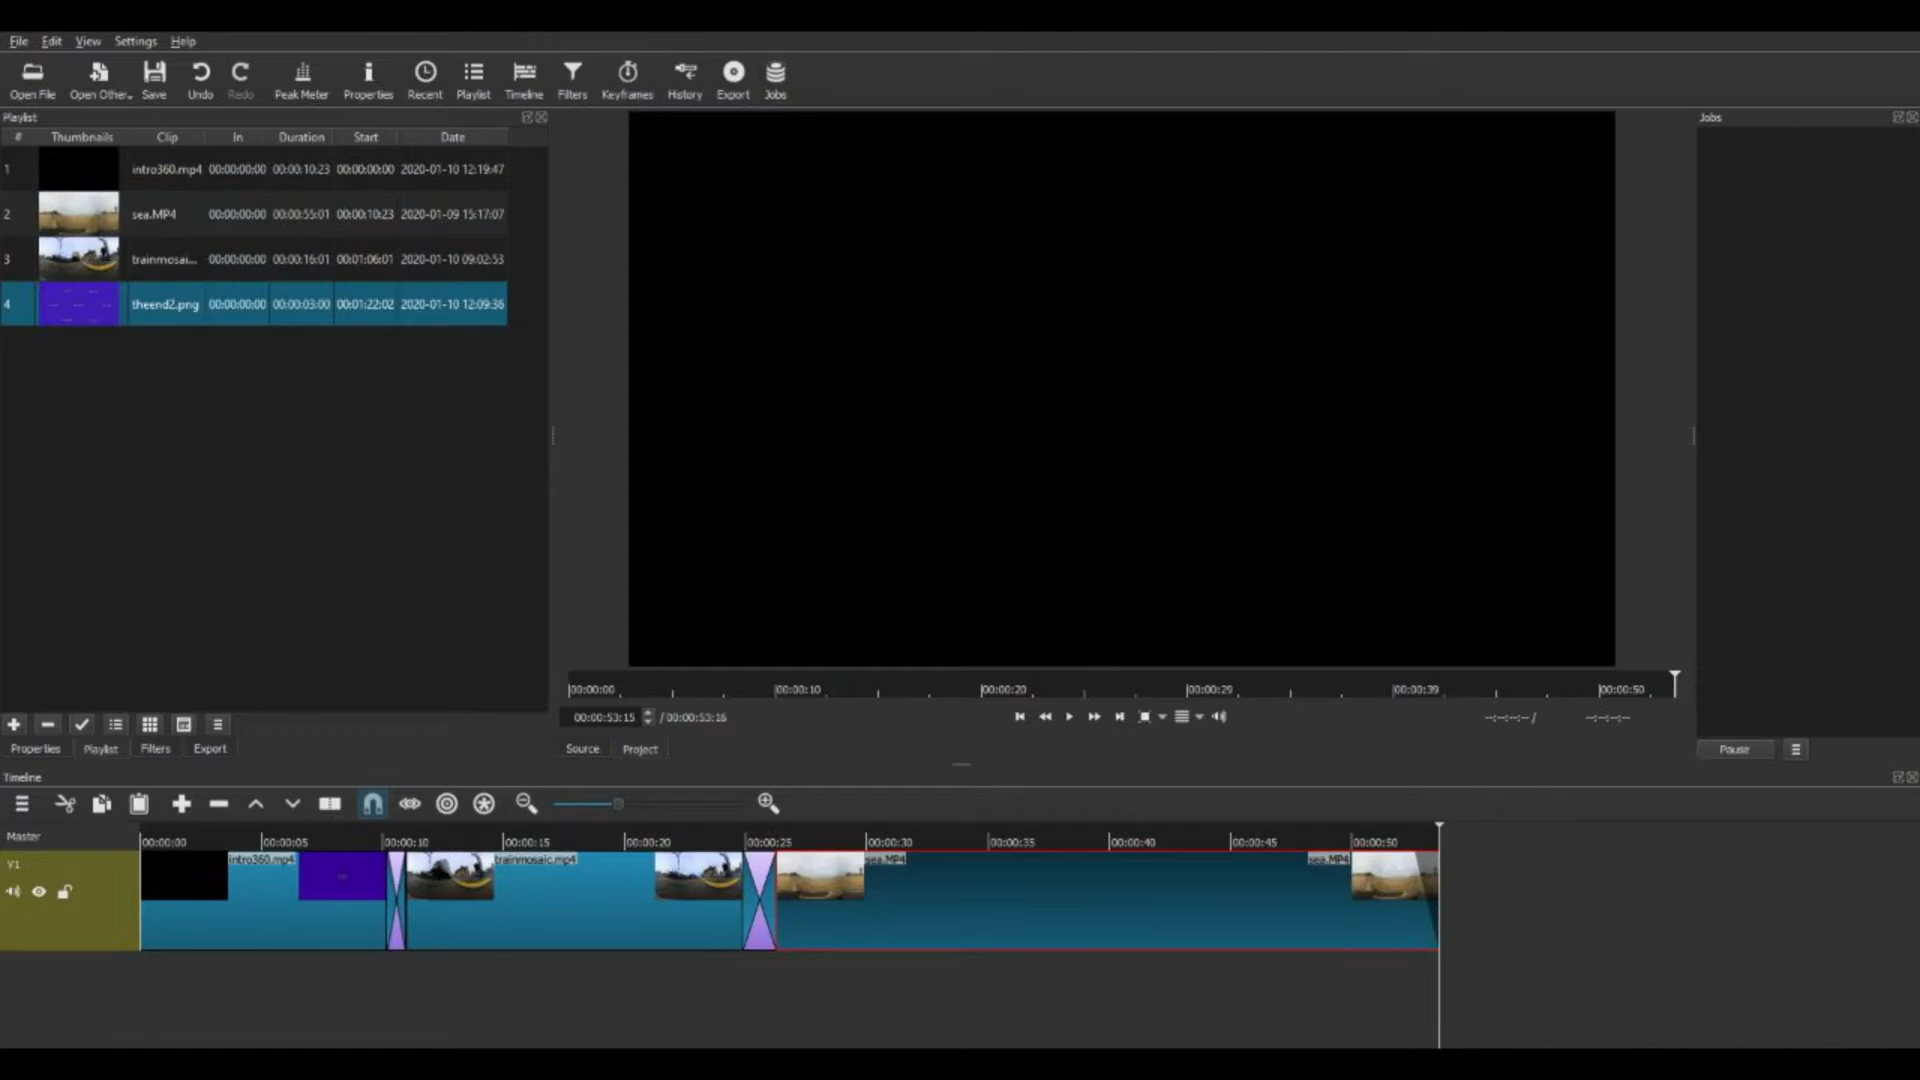 File Edit View Settings Help
Open File Open Other... Save Undo Redo Peak Meter Properties Recent Playlist Timeline Filters Keyframes History Export Jobs
Playlist
# Thumbnails Clip In Duration Start Date
1 intro360.mp4 00:00:00:00 00:00:10:23 00:00:00:00 2020-01-10 12:19:47
2 sea.MP4 00:00:00:00 00:00:55:01 00:00:10:23 2020-01-09 15:17:07
3 trainmosai... 00:00:00:00 00:00:16:01 00:01:06:01 2020-01-10 09:02:53
4 theend2.png 00:00:00:00 00:00:03:00 00:01:22:02 2020-01-10 12:09:36
Jobs
00:00:00 00:00:10 00:00:20 00:00:29 00:00:39 00:00:50
00:00:53:15 / 00:00:53:16 --:--:--:-- / --:--:--:--
Properties Playlist Filters Export
Source Project
Pause
Timeline
Master
00:00:00 00:00:05 00:00:10 00:00:15 00:00:20 00:00:25 00:00:30 00:00:35 00:00:40 00:00:45 00:00:50
V1
intro360.mp4 trainmosaic.mp4 sea.MP4 sea.MP4